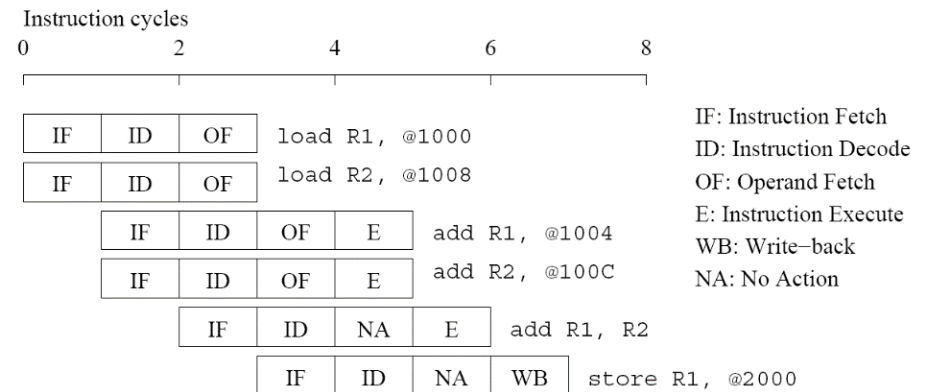 Instruction cycles
0 2 4 6 8
IF ID OF load R1, @1000
IF ID OF load R2, @1008
IF ID OF E add R1, @1004
IF ID OF E add R2, @100C
IF ID NA E add R1, R2
IF ID NA WB store R1, @2000
IF: Instruction Fetch
ID: Instruction Decode
OF: Operand Fetch
E: Instruction Execute
WB: Write−back
NA: No Action